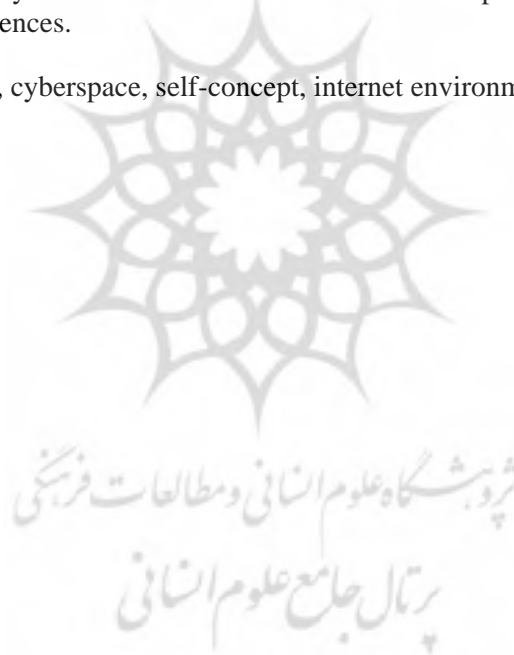 ences.
, cyberspace, self-concept, internet environm
پژوهشگاه علوم انسانی و مطالعات فرهنگی
پرتال جامع علوم انسانی